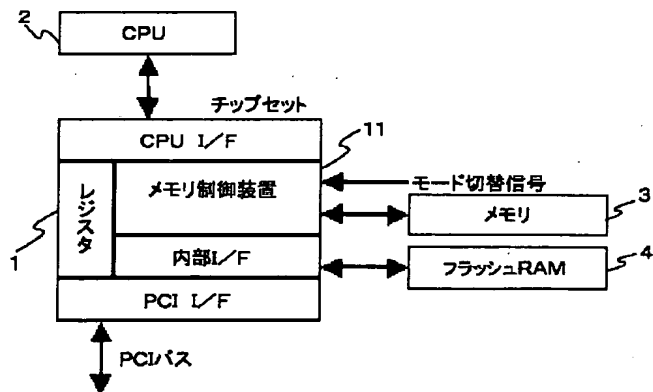 2
CPU
チップセット
CPU I/F
11
レジスタ
メモリ制御装置
モード切替信号
3
メモリ
1
内部I/F
4
フラッシュRAM
PCI I/F
PCIバス